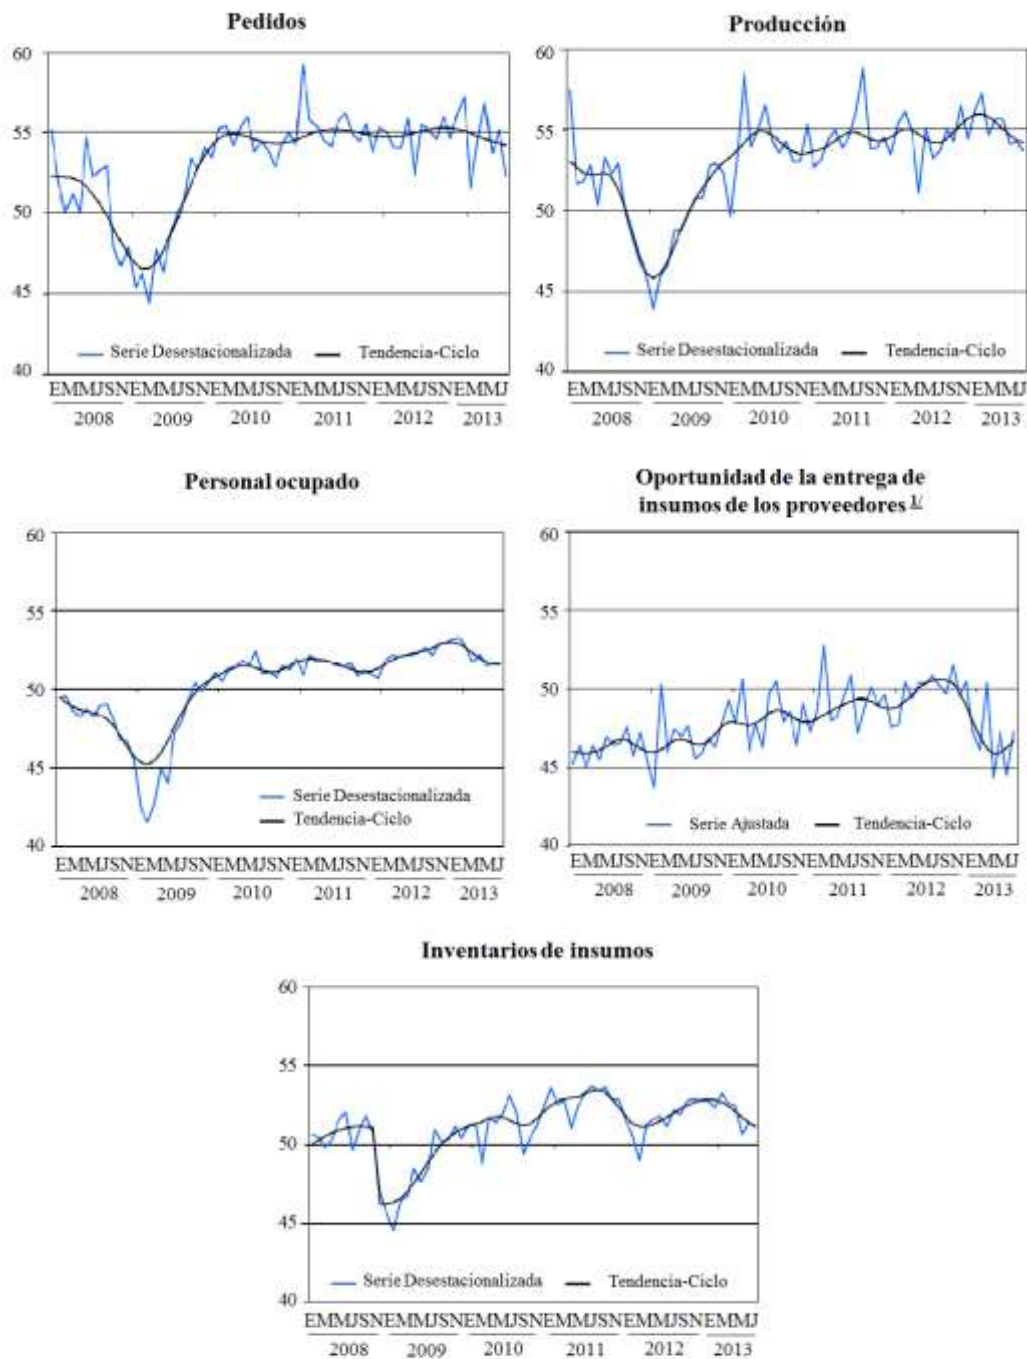 Pedidos
60
55
50
45
40
Serie Desestacionalizada
Tendencia-Ciclo
EMMJSNEMMJSNEMMJSNEMMJSNEMMJSNEMMJ
2008 2009 2010 2011 2012 2013
Producción
60
55
50
45
40
Serie Desestacionalizada
Tendencia-Ciclo
EMMJSNEMMJSNEMMJSNEMMJSNEMMJSNEMMJ
2008 2009 2010 2011 2012 2013
Personal ocupado
60
55
50
45
40
Serie Desestacionalizada
Tendencia-Ciclo
EMMJSNEMMJSNEMMJSNEMMJSNEMMJSNEMMJ
2008 2009 2010 2011 2012 2013
Oportunidad de la entrega de
insumos de los proveedores 1/
60
55
50
45
40
Serie Ajustada
Tendencia-Ciclo
EMMJSNEMMJSNEMMJSNEMMJSNEMMJSNEMMJ
2008 2009 2010 2011 2012 2013
Inventarios de insumos
60
55
50
45
40
Serie Desestacionalizada
Tendencia-Ciclo
EMMJSNEMMJSNEMMJSNEMMJSNEMMJSNEMMJ
2008 2009 2010 2011 2012 2013